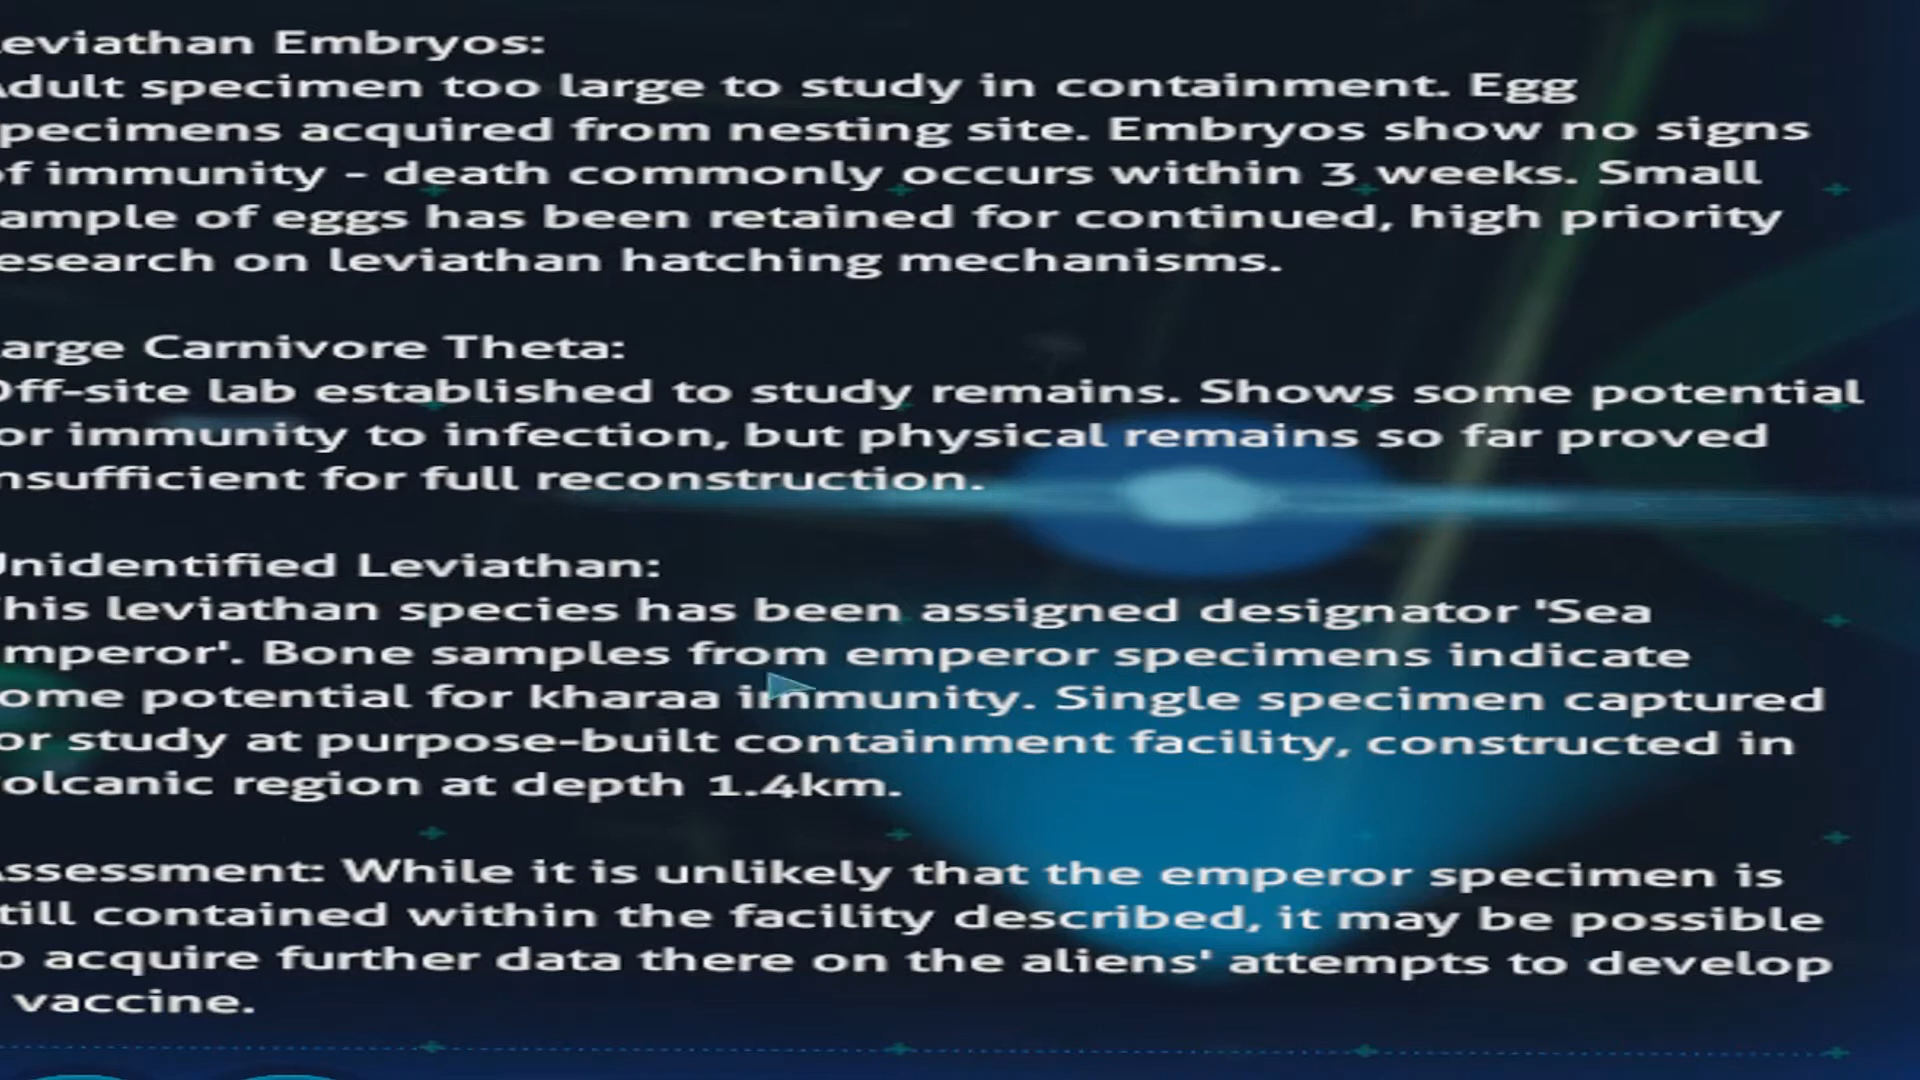 eviathan Embryos:
dult specimen too large to study in containment. Egg
pecimens acquired from nesting site. Embryos show no signs
of immunity - death commonly occurs within 3 weeks. Small
ample of eggs has been retained for continued, high priority
esearch on leviathan hatching mechanisms.
arge Carnivore Theta:
Off-site lab established to study remains. Shows some potential
or immunity to infection, but physical remains so far proved
nsufficient for full reconstruction.
Unidentified Leviathan:
his leviathan species has been assigned designator 'Sea
mperor'. Bone samples from emperor specimens indicate
ome potential for kharaa immunity. Single specimen captured
or study at purpose-built containment facility, constructed in
olcanic region at depth 1.4km.
ssessment: While it is unlikely that the emperor specimen is
till contained within the facility described, it may be possible
o acquire further data there on the aliens' attempts to develop
vaccine.